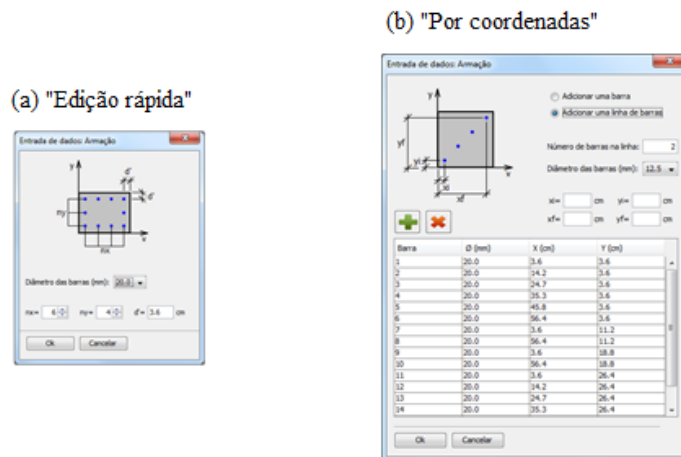 (b) "Por coordenadas"
(a) "Edição rápida"
Entrada de dados: Armação
y
d'
d'
ny
x
nx
Diâmetro das barras (mm): 20.0
nx= 6 ny= 4 d'= 3.6 cm
Ok Cancelar
Entrada de dados: Armação
y
yf
yi
xi
xf
x
Adicionar uma barra
Adicionar uma linha de barras
Número de barras na linha: 2
Diâmetro das barras (mm): 12.5
xi= cm yi= cm
xf= cm yf= cm
Barra Ø (mm) X (cm) Y (cm)
1 20.0 3.6 3.6
2 20.0 14.2 3.6
3 20.0 24.7 3.6
4 20.0 35.3 3.6
5 20.0 45.8 3.6
6 20.0 56.4 3.6
7 20.0 3.6 11.2
8 20.0 56.4 11.2
9 20.0 3.6 18.8
10 20.0 56.4 18.8
11 20.0 3.6 26.4
12 20.0 14.2 26.4
13 20.0 24.7 26.4
14 20.0 35.3 26.4
Ok Cancelar